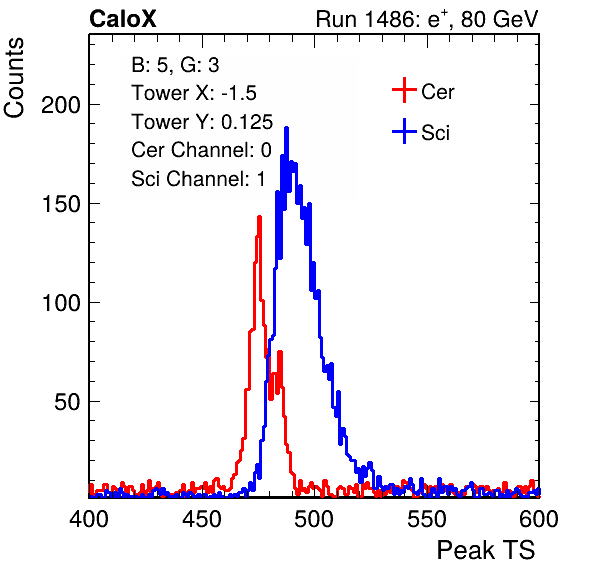 CaloX Run 1486: e+, 80 GeV
Counts
B: 5, G: 3
Tower X: -1.5
Tower Y: 0.125
Cer Channel: 0
Sci Channel: 1
Cer
Sci
200
150
100
50
400 450 500 550 600
Peak TS